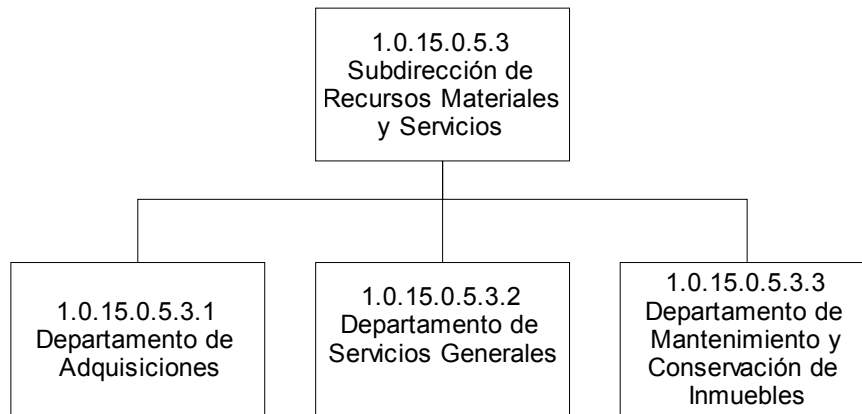 1.0.15.0.5.3
Subdirección de
Recursos Materiales
y Servicios
1.0.15.0.5.3.1
Departamento de
Adquisiciones
1.0.15.0.5.3.2
Departamento de
Servicios Generales
1.0.15.0.5.3.3
Departamento de
Mantenimiento y
Conservación de
Inmuebles